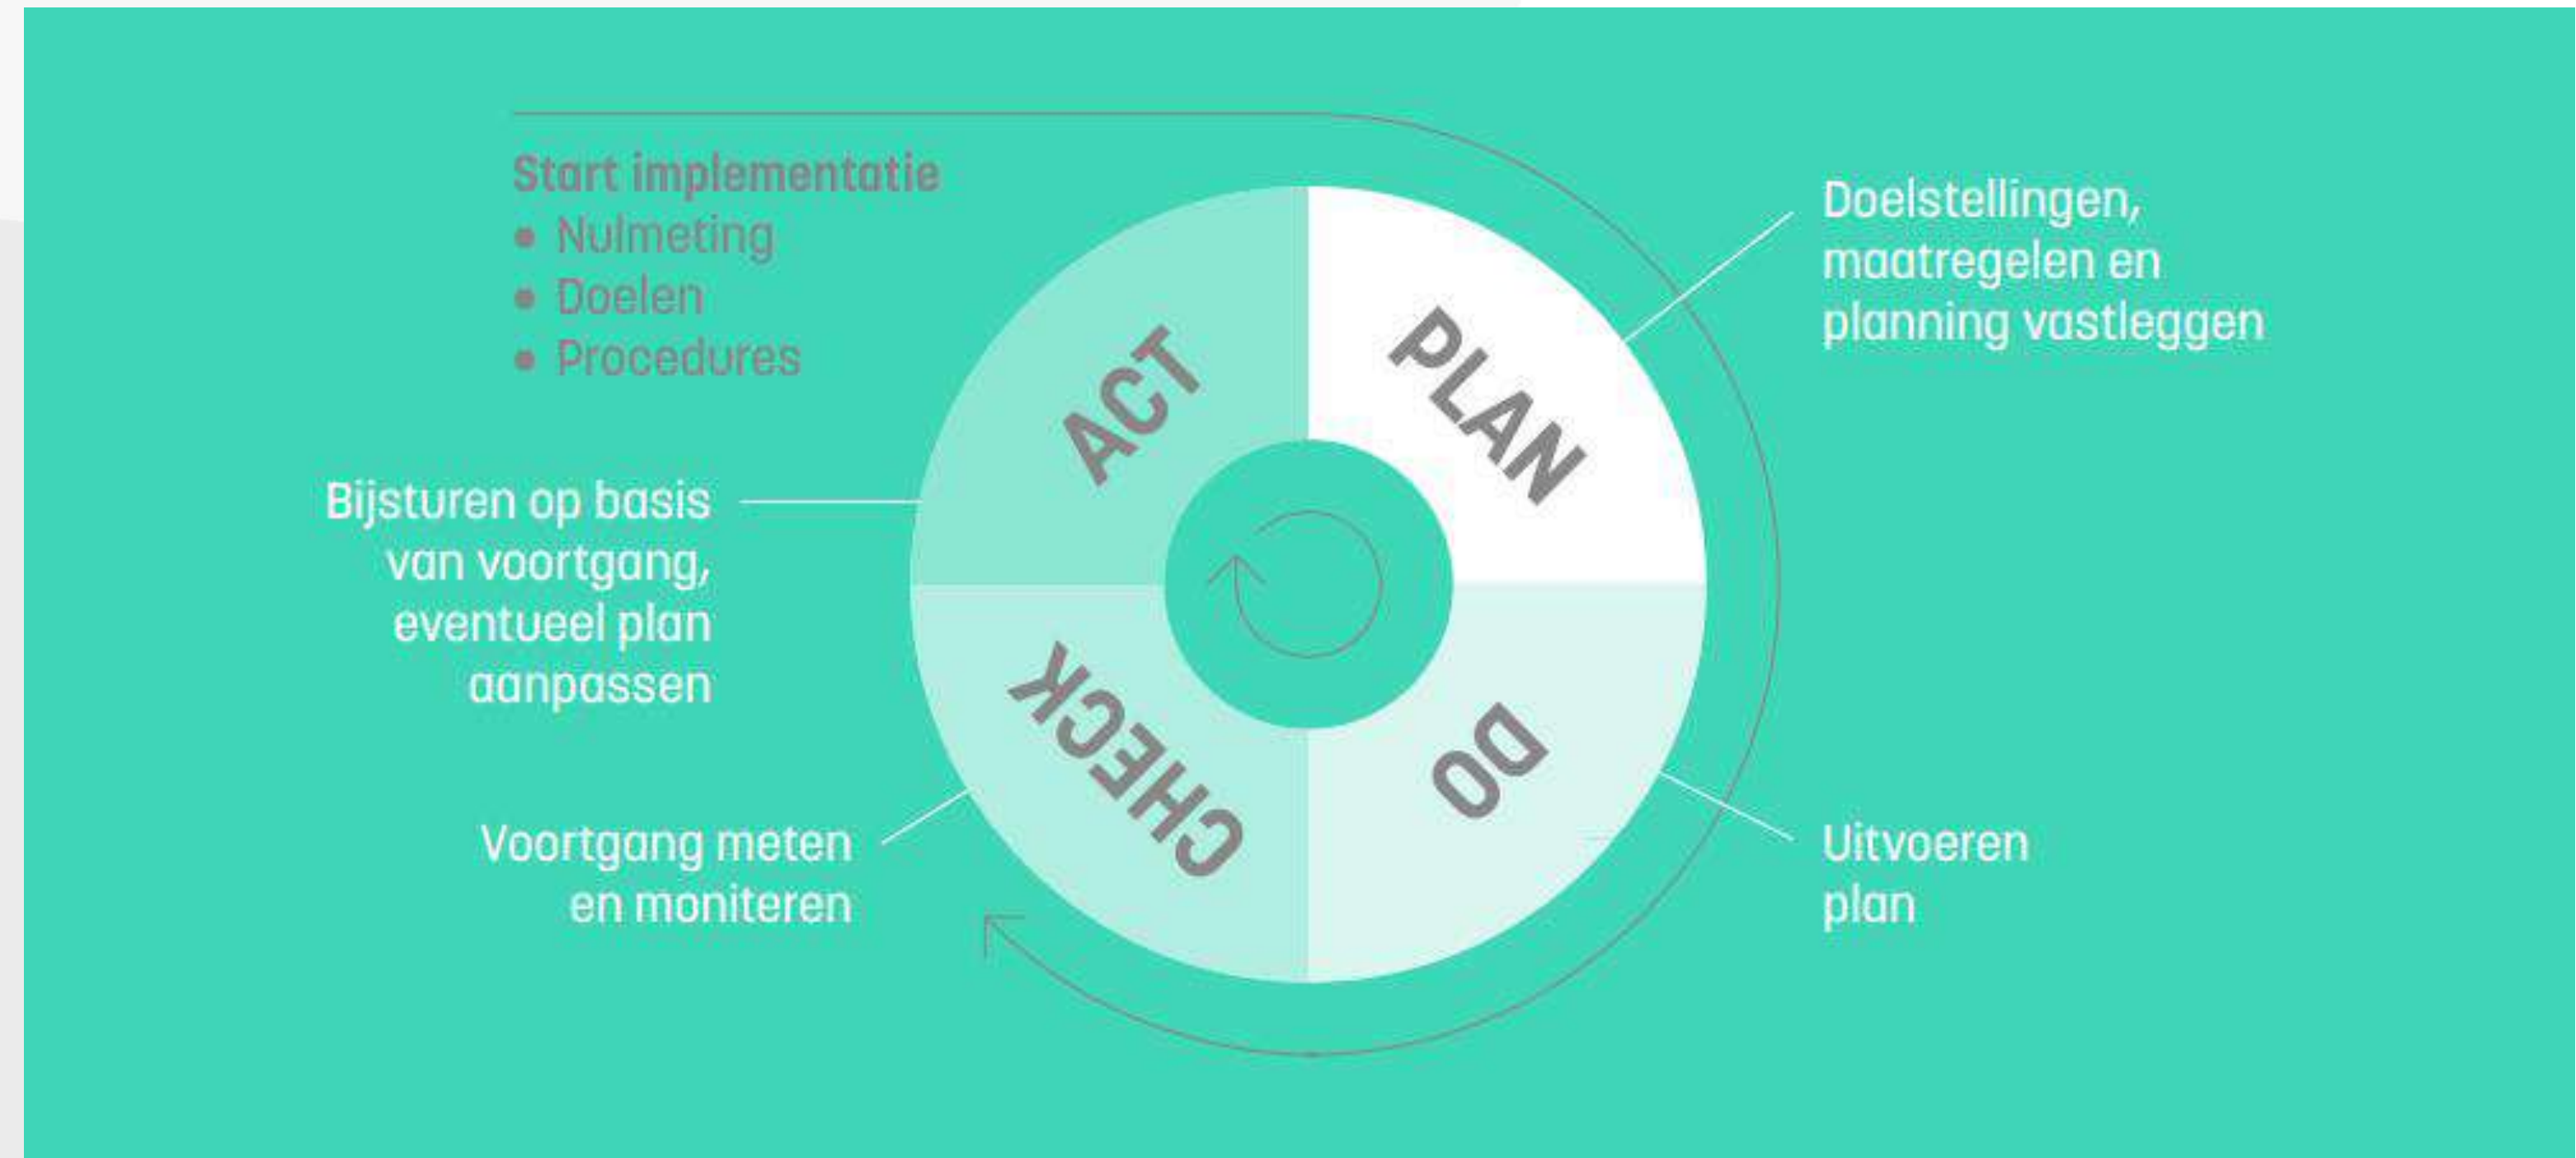 Start implementatie
• Nulmeting
• Doelen
• Procedures
PLAN
Doelstellingen,
maatregelen en
planning vastleggen
DO
Uitvoeren
plan
CHECK
Voortgang meten
en moniteren
ACT
Bijsturen op basis
van voortgang,
eventueel plan
aanpassen